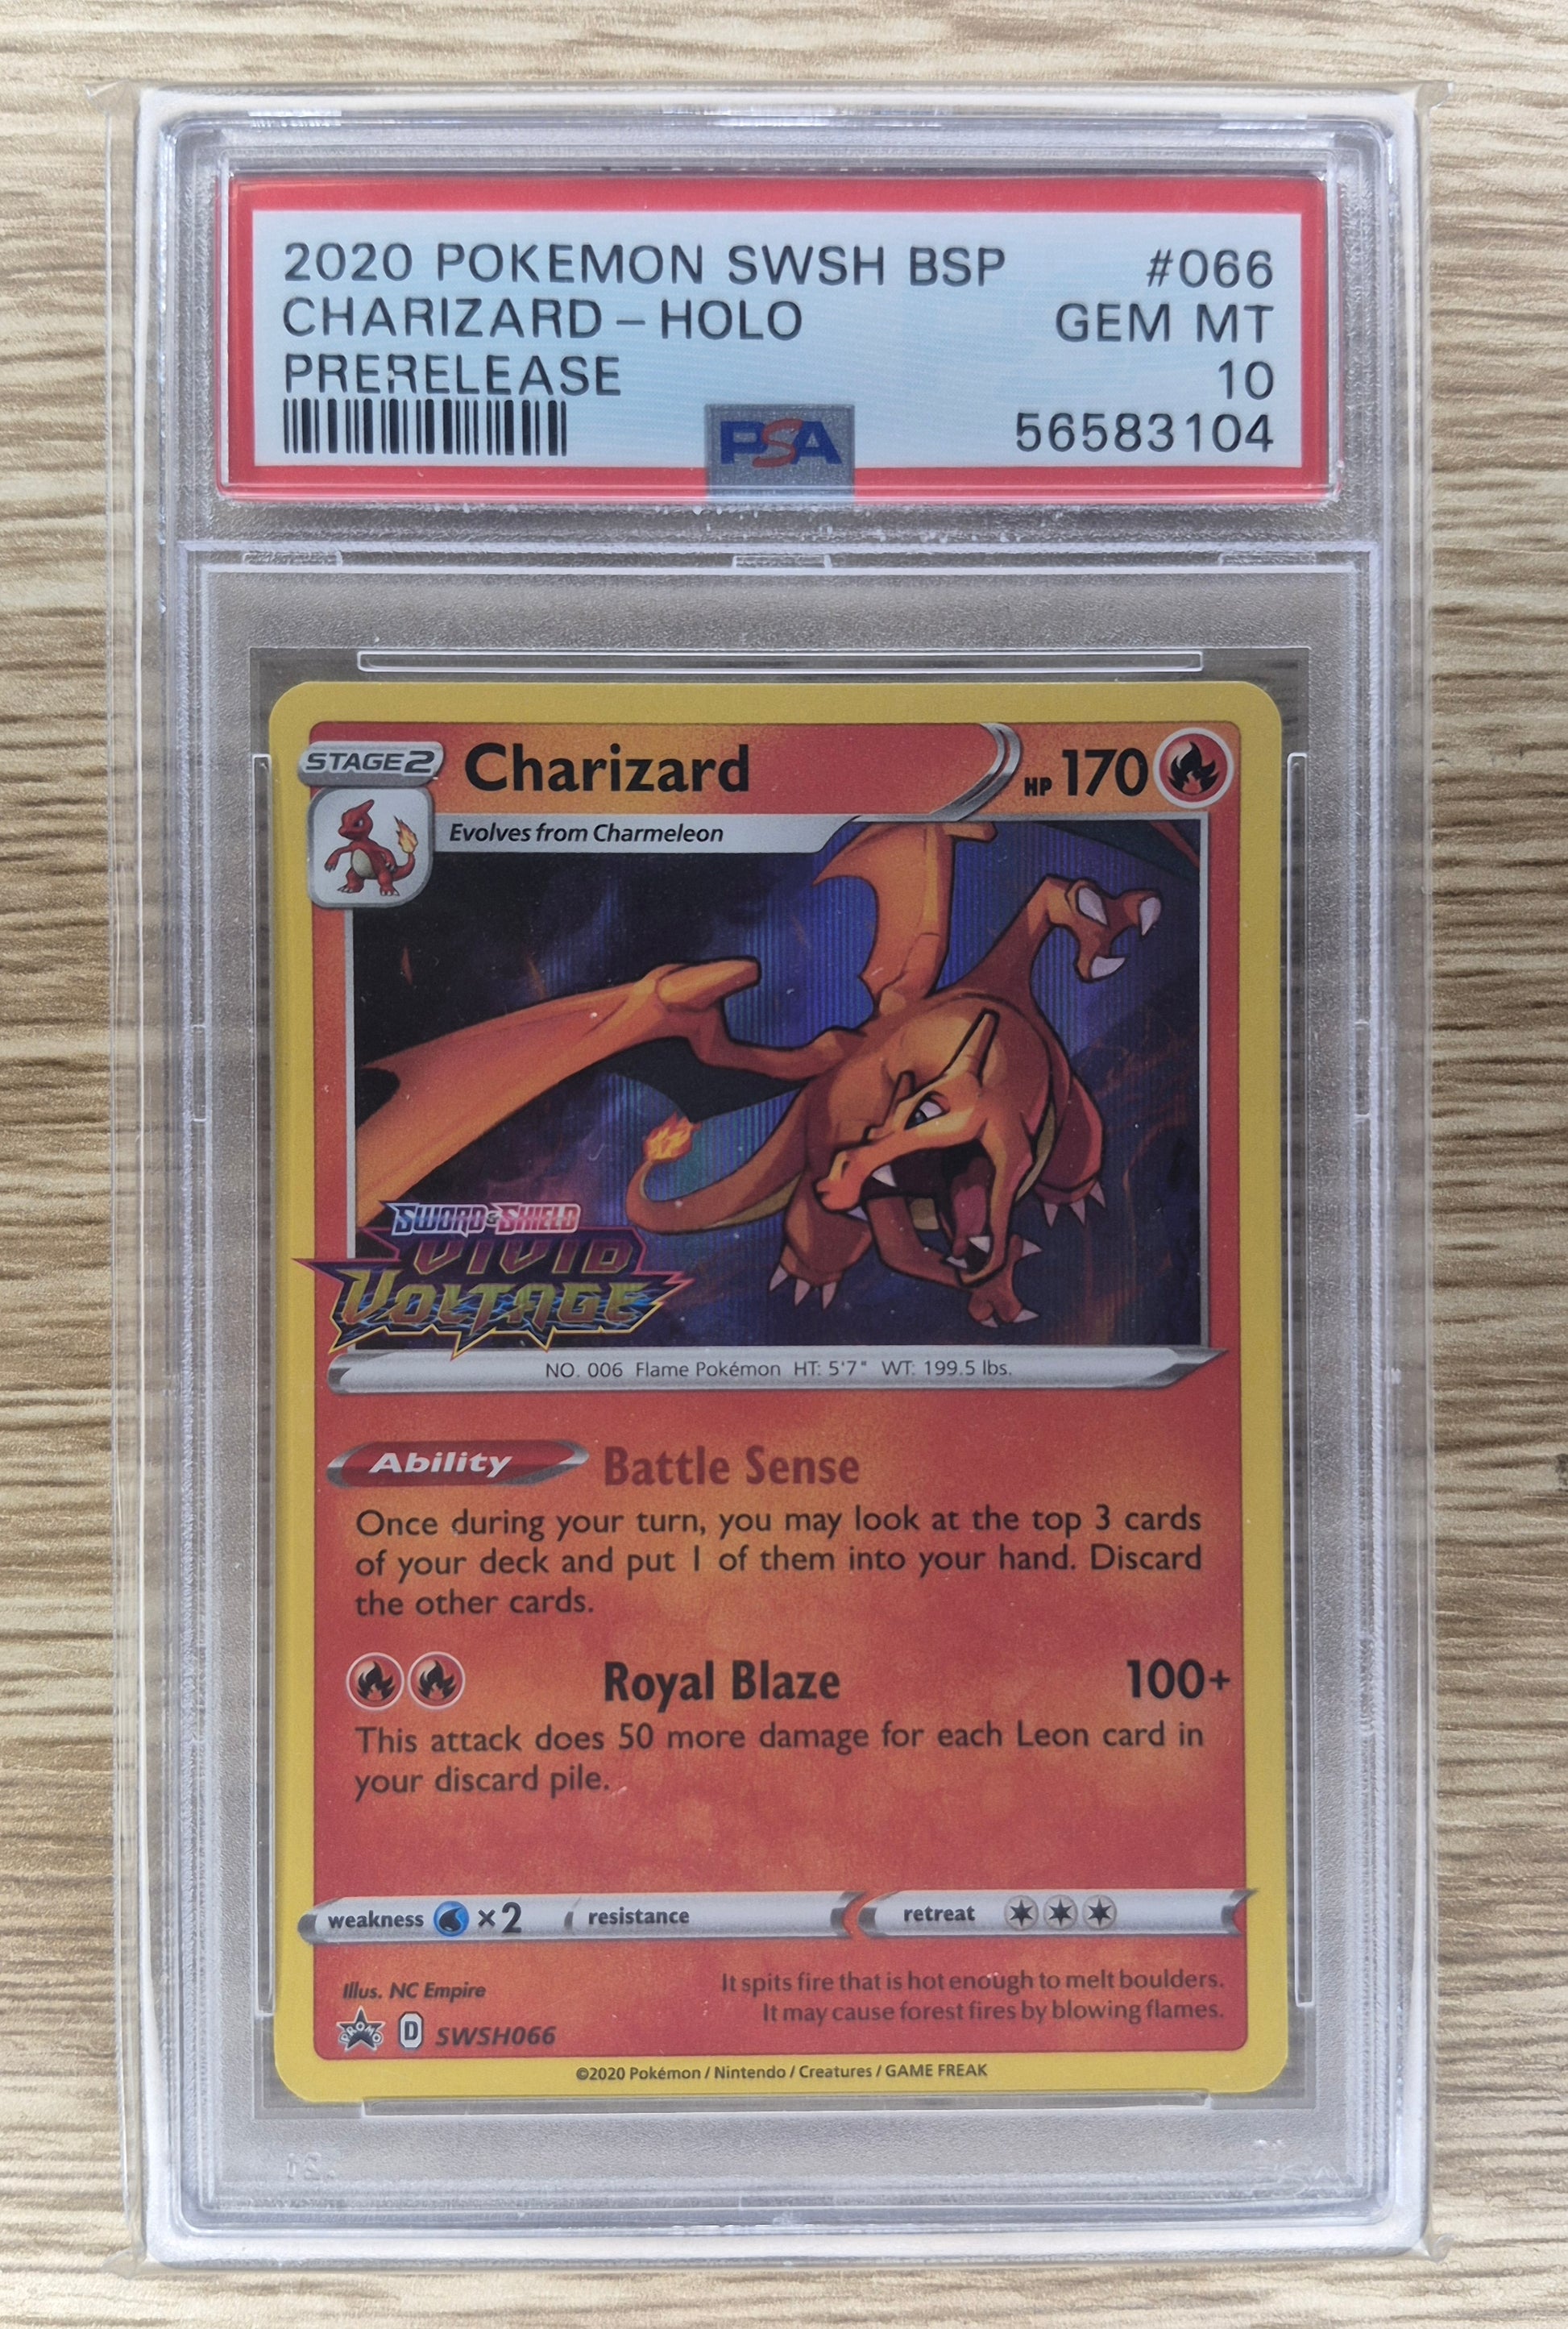 2020 POKEMON SWSH BSP #066
CHARIZARD – HOLO GEM MT
PRERELEASE 10
PSA 56583104
STAGE 2 Charizard HP 170
Evolves from Charmeleon
SWORD & SHIELD
VIVID
VOLTAGE
NO. 006 Flame Pokémon HT: 5'7" WT: 199.5 lbs.
Ability Battle Sense
Once during your turn, you may look at the top 3 cards
of your deck and put 1 of them into your hand. Discard
the other cards.
Royal Blaze 100+
This attack does 50 more damage for each Leon card in
your discard pile.
weakness ×2 resistance retreat
Illus. NC Empire
It spits fire that is hot enough to melt boulders.
It may cause forest fires by blowing flames.
PROMO D SWSH066
©2020 Pokémon / Nintendo / Creatures / GAME FREAK